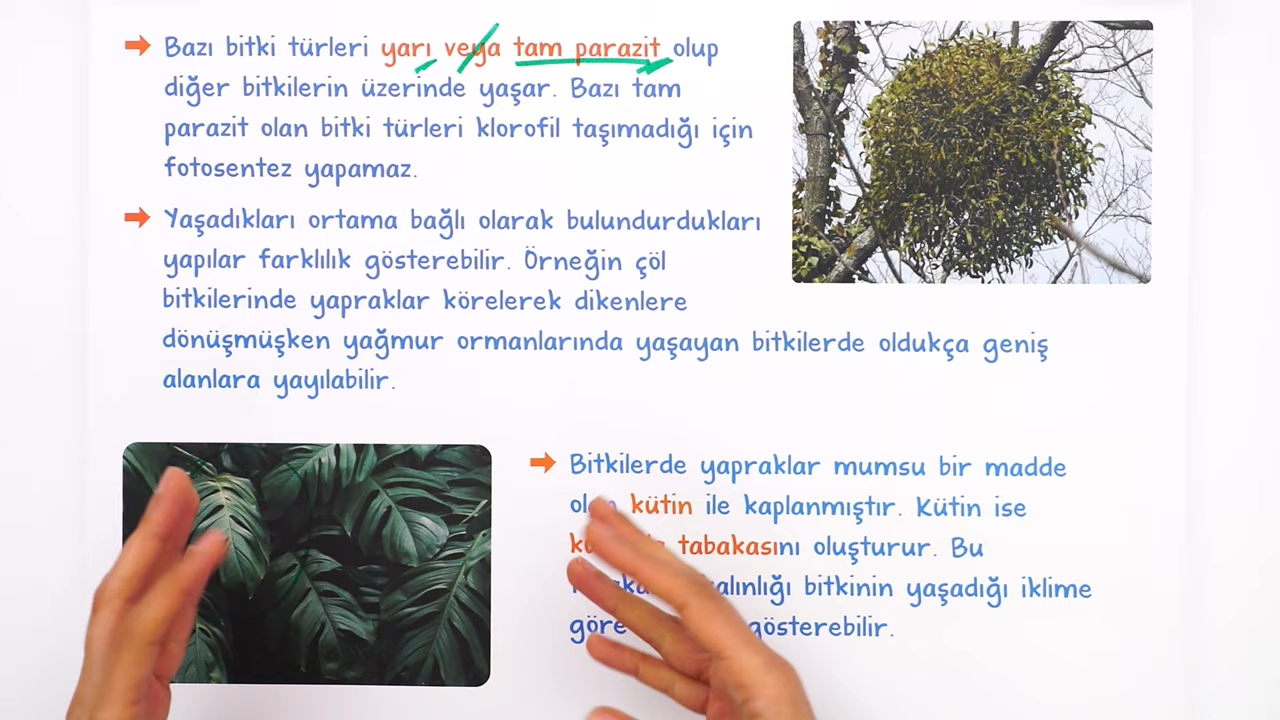 Bazı bitki türleri yarı veya tam parazit olup
diğer bitkilerin üzerinde yaşar. Bazı tam
parazit olan bitki türleri klorofil taşımadığı için
fotosentez yapamaz.
Yaşadıkları ortama bağlı olarak bulundurdukları
yapılar farklılık gösterebilir. Örneğin çöl
bitkilerinde yapraklar körelerek dikenlere
dönüşmüşken yağmur ormanlarında yaşayan bitkilerde oldukça geniş
alanlara yayılabilir.
Bitkilerde yapraklar mumsu bir madde
olan kütin ile kaplanmıştır. Kütin ise
tabakasını oluşturur. Bu
kalınlığı bitkinin yaşadığı iklime
göre gösterebilir.